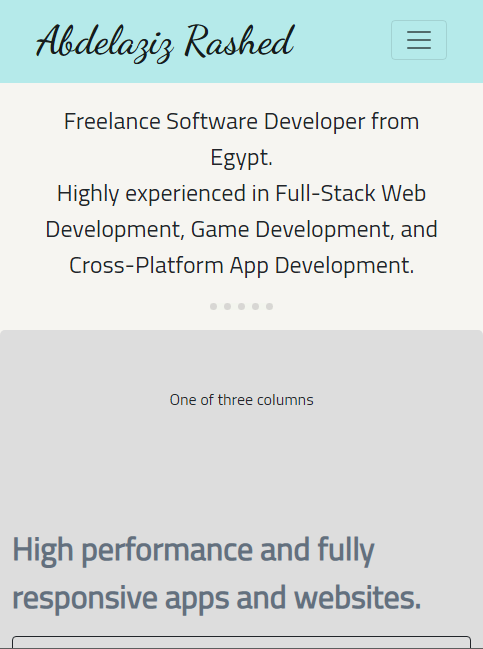 Abdelaziz Rashed
Freelance Software Developer from
Egypt.
Highly experienced in Full-Stack Web
Development, Game Development, and
Cross-Platform App Development.
One of three columns
High performance and fully
responsive apps and websites.